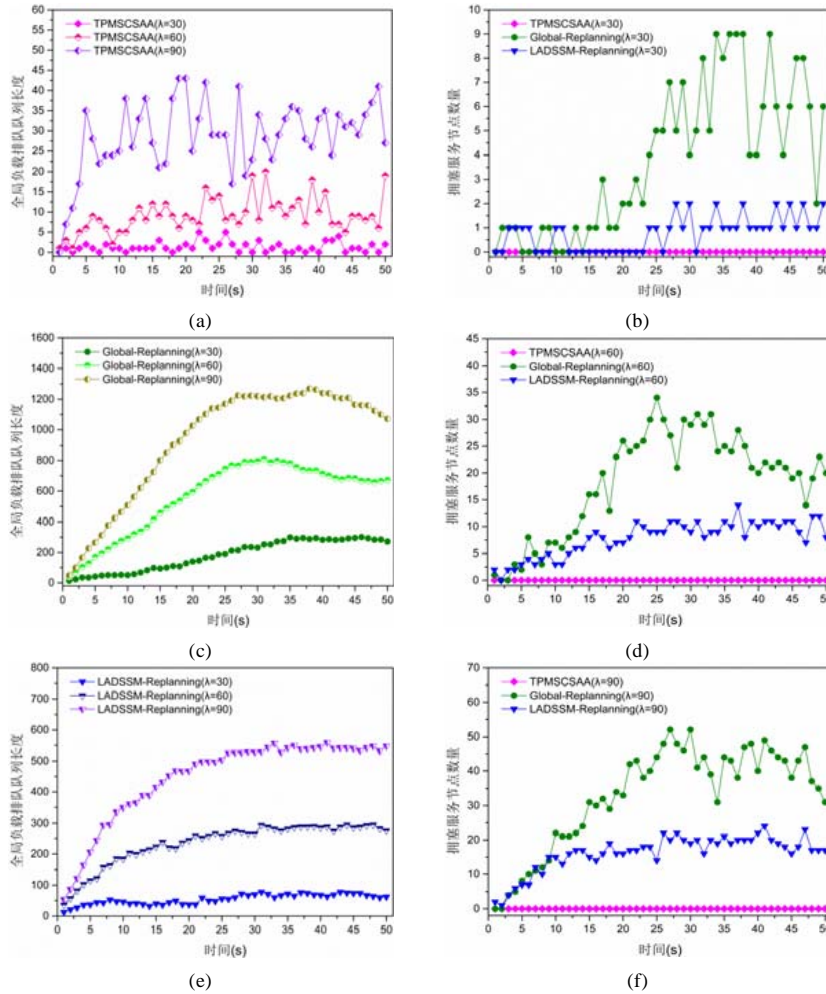 TPMSCSAA(λ=30)
TPMSCSAA(λ=60)
TPMSCSAA(λ=90)
全局负载排队队列长度
60
55
50
45
40
35
30
25
20
15
10
5
0
0 5 10 15 20 25 30 35 40 45 50
时间(s)
(a)
TPMSCSAA(λ=30)
Global-Replanning(λ=30)
LADSSM-Replanning(λ=30)
拥塞服务节点数量
10
9
8
7
6
5
4
3
2
1
0
0 5 10 15 20 25 30 35 40 45 50
时间(s)
(b)
Global-Replanning(λ=30)
Global-Replanning(λ=60)
Global-Replanning(λ=90)
全局负载排队队列长度
1600
1400
1200
1000
800
600
400
200
0
0 5 10 15 20 25 30 35 40 45 50
时间(s)
(c)
TPMSCSAA(λ=60)
Global-Replanning(λ=60)
LADSSM-Replanning(λ=60)
拥塞服务节点数量
45
40
35
30
25
20
15
10
5
0
0 5 10 15 20 25 30 35 40 45 50
时间(s)
(d)
LADSSM-Replanning(λ=30)
LADSSM-Replanning(λ=60)
LADSSM-Replanning(λ=90)
全局负载排队队列长度
800
700
600
500
400
300
200
100
0
0 5 10 15 20 25 30 35 40 45 50
时间(s)
(e)
TPMSCSAA(λ=90)
Global-Replanning(λ=90)
LADSSM-Replanning(λ=90)
拥塞服务节点数量
70
60
50
40
30
20
10
0
0 5 10 15 20 25 30 35 40 45 50
时间(s)
(f)